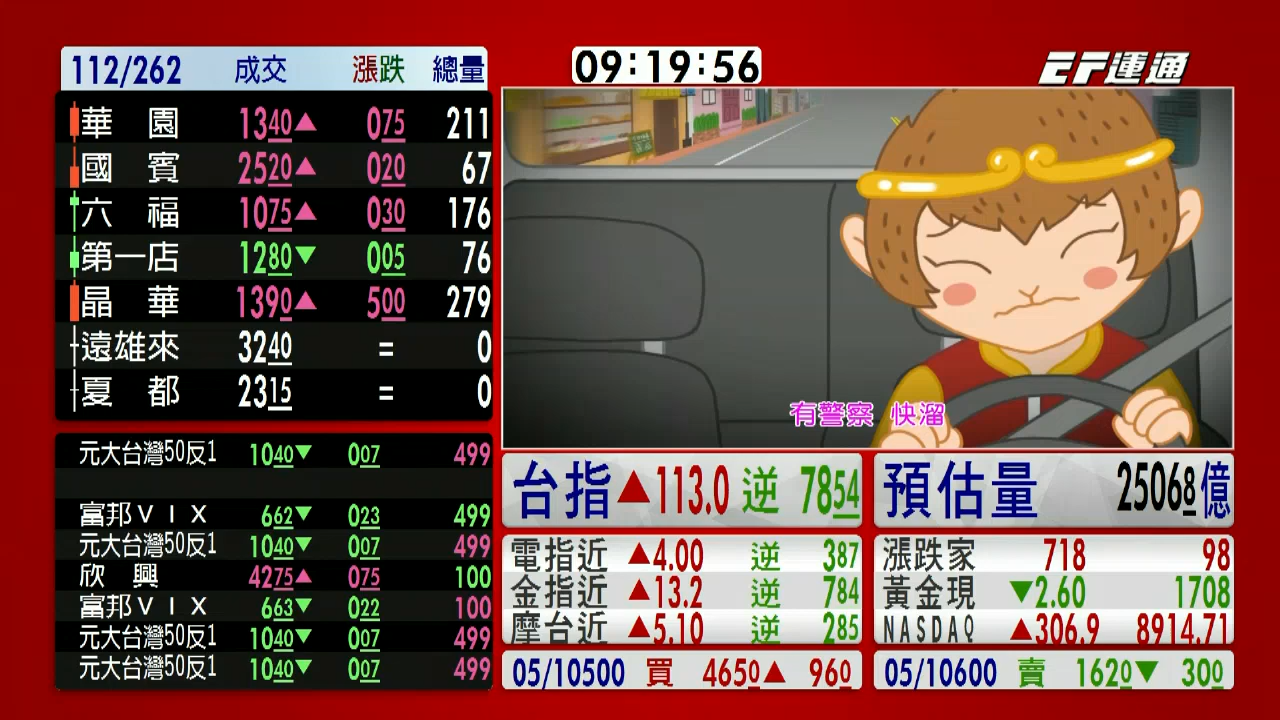 112/262 成交 漲跌 總量
華園 1340▲ 075 211
國賓 2520▲ 020 67
六福 1075▲ 030 176
第一店 1280▼ 005 76
晶華 1390▲ 500 279
遠雄來 3240 = 0
夏都 2315 = 0
元大台灣50反1 1040▼ 007 499
富邦VIX 662▼ 023 499
元大台灣50反1 1040▼ 007 499
欣興 4275▲ 075 100
富邦VIX 663▼ 022 100
元大台灣50反1 1040▼ 007 499
元大台灣50反1 1040▼ 007 499
09:19:56
EF運通
有警察 快溜
台指▲113.0 逆 7854
電指近 ▲4.00 逆 387
金指近 ▲13.2 逆 784
摩台近 ▲5.10 逆 285
05/10500 買 4650▲ 960
預估量 25068億
漲跌家 718 98
黃金現 ▼2.60 1708
NASDAQ ▲306.9 8914.71
05/10600 賣 1620▼ 300